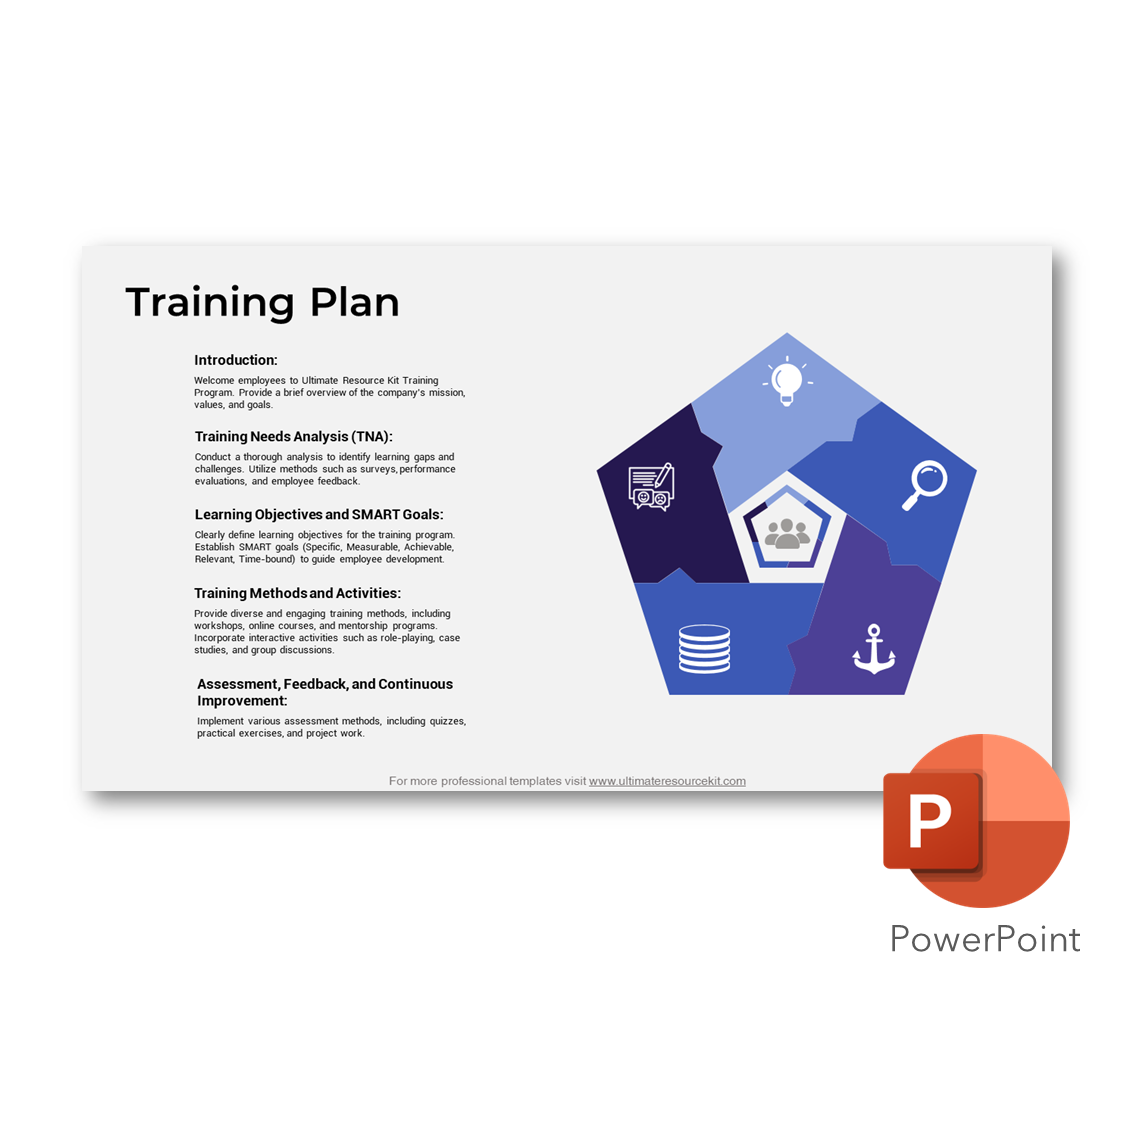 Training Plan
Introduction:
Welcome employees to Ultimate Resource Kit Training
Program. Provide a brief overview of the company's mission,
values, and goals.
Training Needs Analysis (TNA):
Conduct a thorough analysis to identify learning gaps and
challenges. Utilize methods such as surveys, performance
evaluations, and employee feedback.
Learning Objectives and SMART Goals:
Clearly define learning objectives for the training program.
Establish SMART goals (Specific, Measurable, Achievable,
Relevant, Time-bound) to guide employee development.
Training Methods and Activities:
Provide diverse and engaging training methods, including
workshops, online courses, and mentorship programs.
Incorporate interactive activities such as role-playing, case
studies, and group discussions.
Assessment, Feedback, and Continuous
Improvement:
Implement various assessment methods, including quizzes,
practical exercises, and project work.
For more professional templates visit www.ultimateresourcekit.com
P
PowerPoint